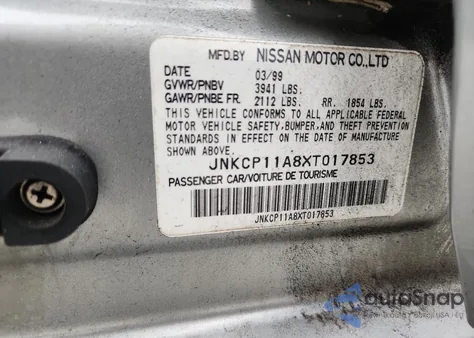 MFD.BY NISSAN MOTOR CO.,LTD
DATE 03/99
GVWR/PNBV 3941 LBS.
GAWR/PNBE FR. 2112 LBS. RR. 1854 LBS.
THIS VEHICLE CONFORMS TO ALL APPLICABLE FEDERAL
MOTOR VEHICLE SAFETY, BUMPER, AND THEFT PREVENTION
STANDARDS IN EFFECT ON THE DATE OF MANUFACTURE
SHOWN ABOVE.
JNKCP11A8XT017853
PASSENGER CAR/VOITURE DE TOURISME
JNKCP11A8XT017853
autoSnap